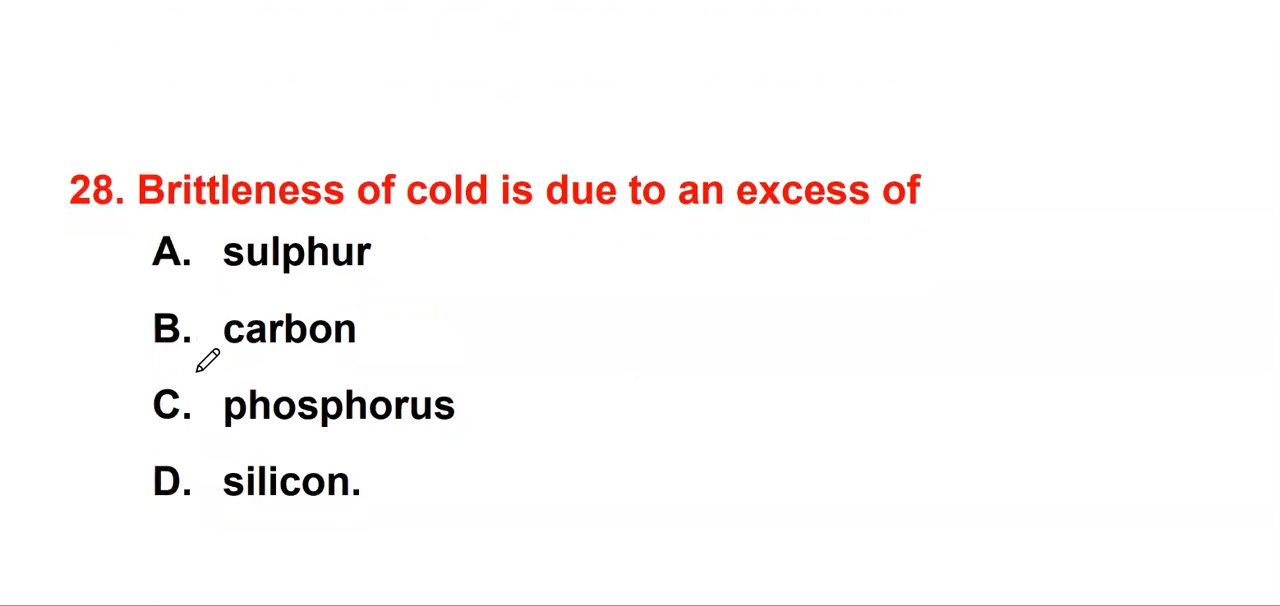 28. Brittleness of cold is due to an excess of
A. sulphur
B. carbon
C. phosphorus
D. silicon.